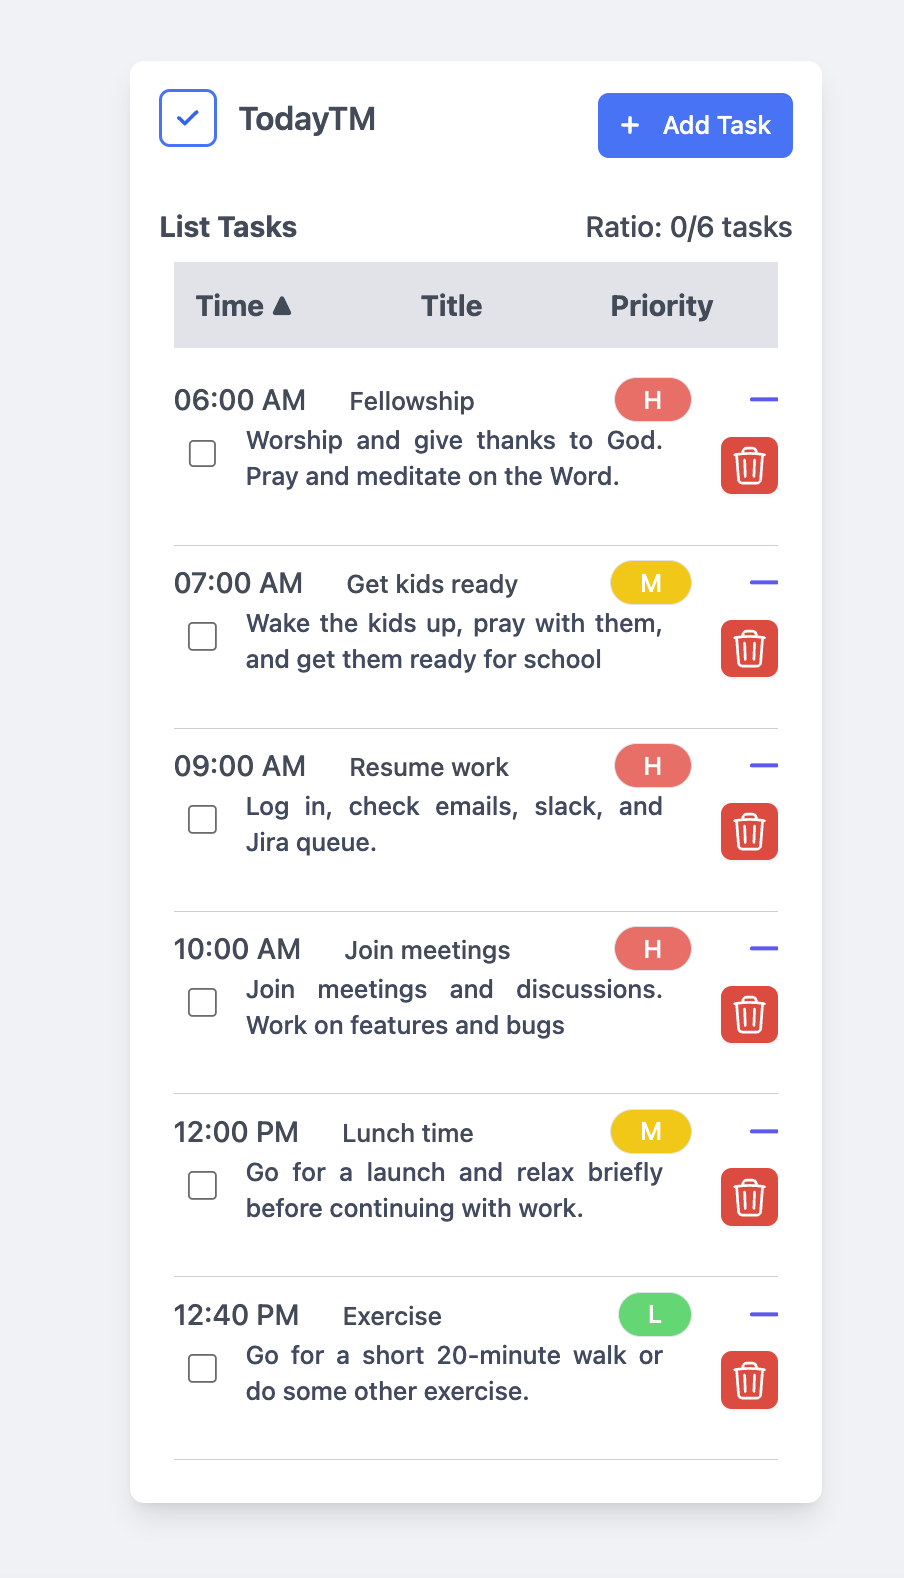 TodayTM
+ Add Task
List Tasks
Ratio: 0/6 tasks
Time ▲ Title Priority
06:00 AM Fellowship H
Worship and give thanks to God.
Pray and meditate on the Word.
07:00 AM Get kids ready M
Wake the kids up, pray with them,
and get them ready for school
09:00 AM Resume work H
Log in, check emails, slack, and
Jira queue.
10:00 AM Join meetings H
Join meetings and discussions.
Work on features and bugs
12:00 PM Lunch time M
Go for a launch and relax briefly
before continuing with work.
12:40 PM Exercise L
Go for a short 20-minute walk or
do some other exercise.